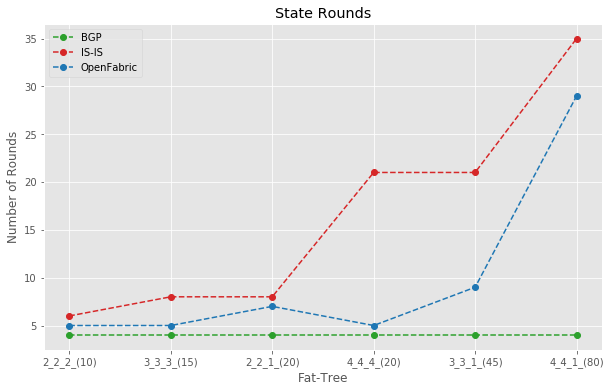 State Rounds
BGP
IS-IS
OpenFabric
35
30
25
20
15
10
5
Number of Rounds
2_2_2_(10) 3_3_3_(15) 2_2_1_(20) 4_4_4_(20) 3_3_1_(45) 4_4_1_(80)
Fat-Tree